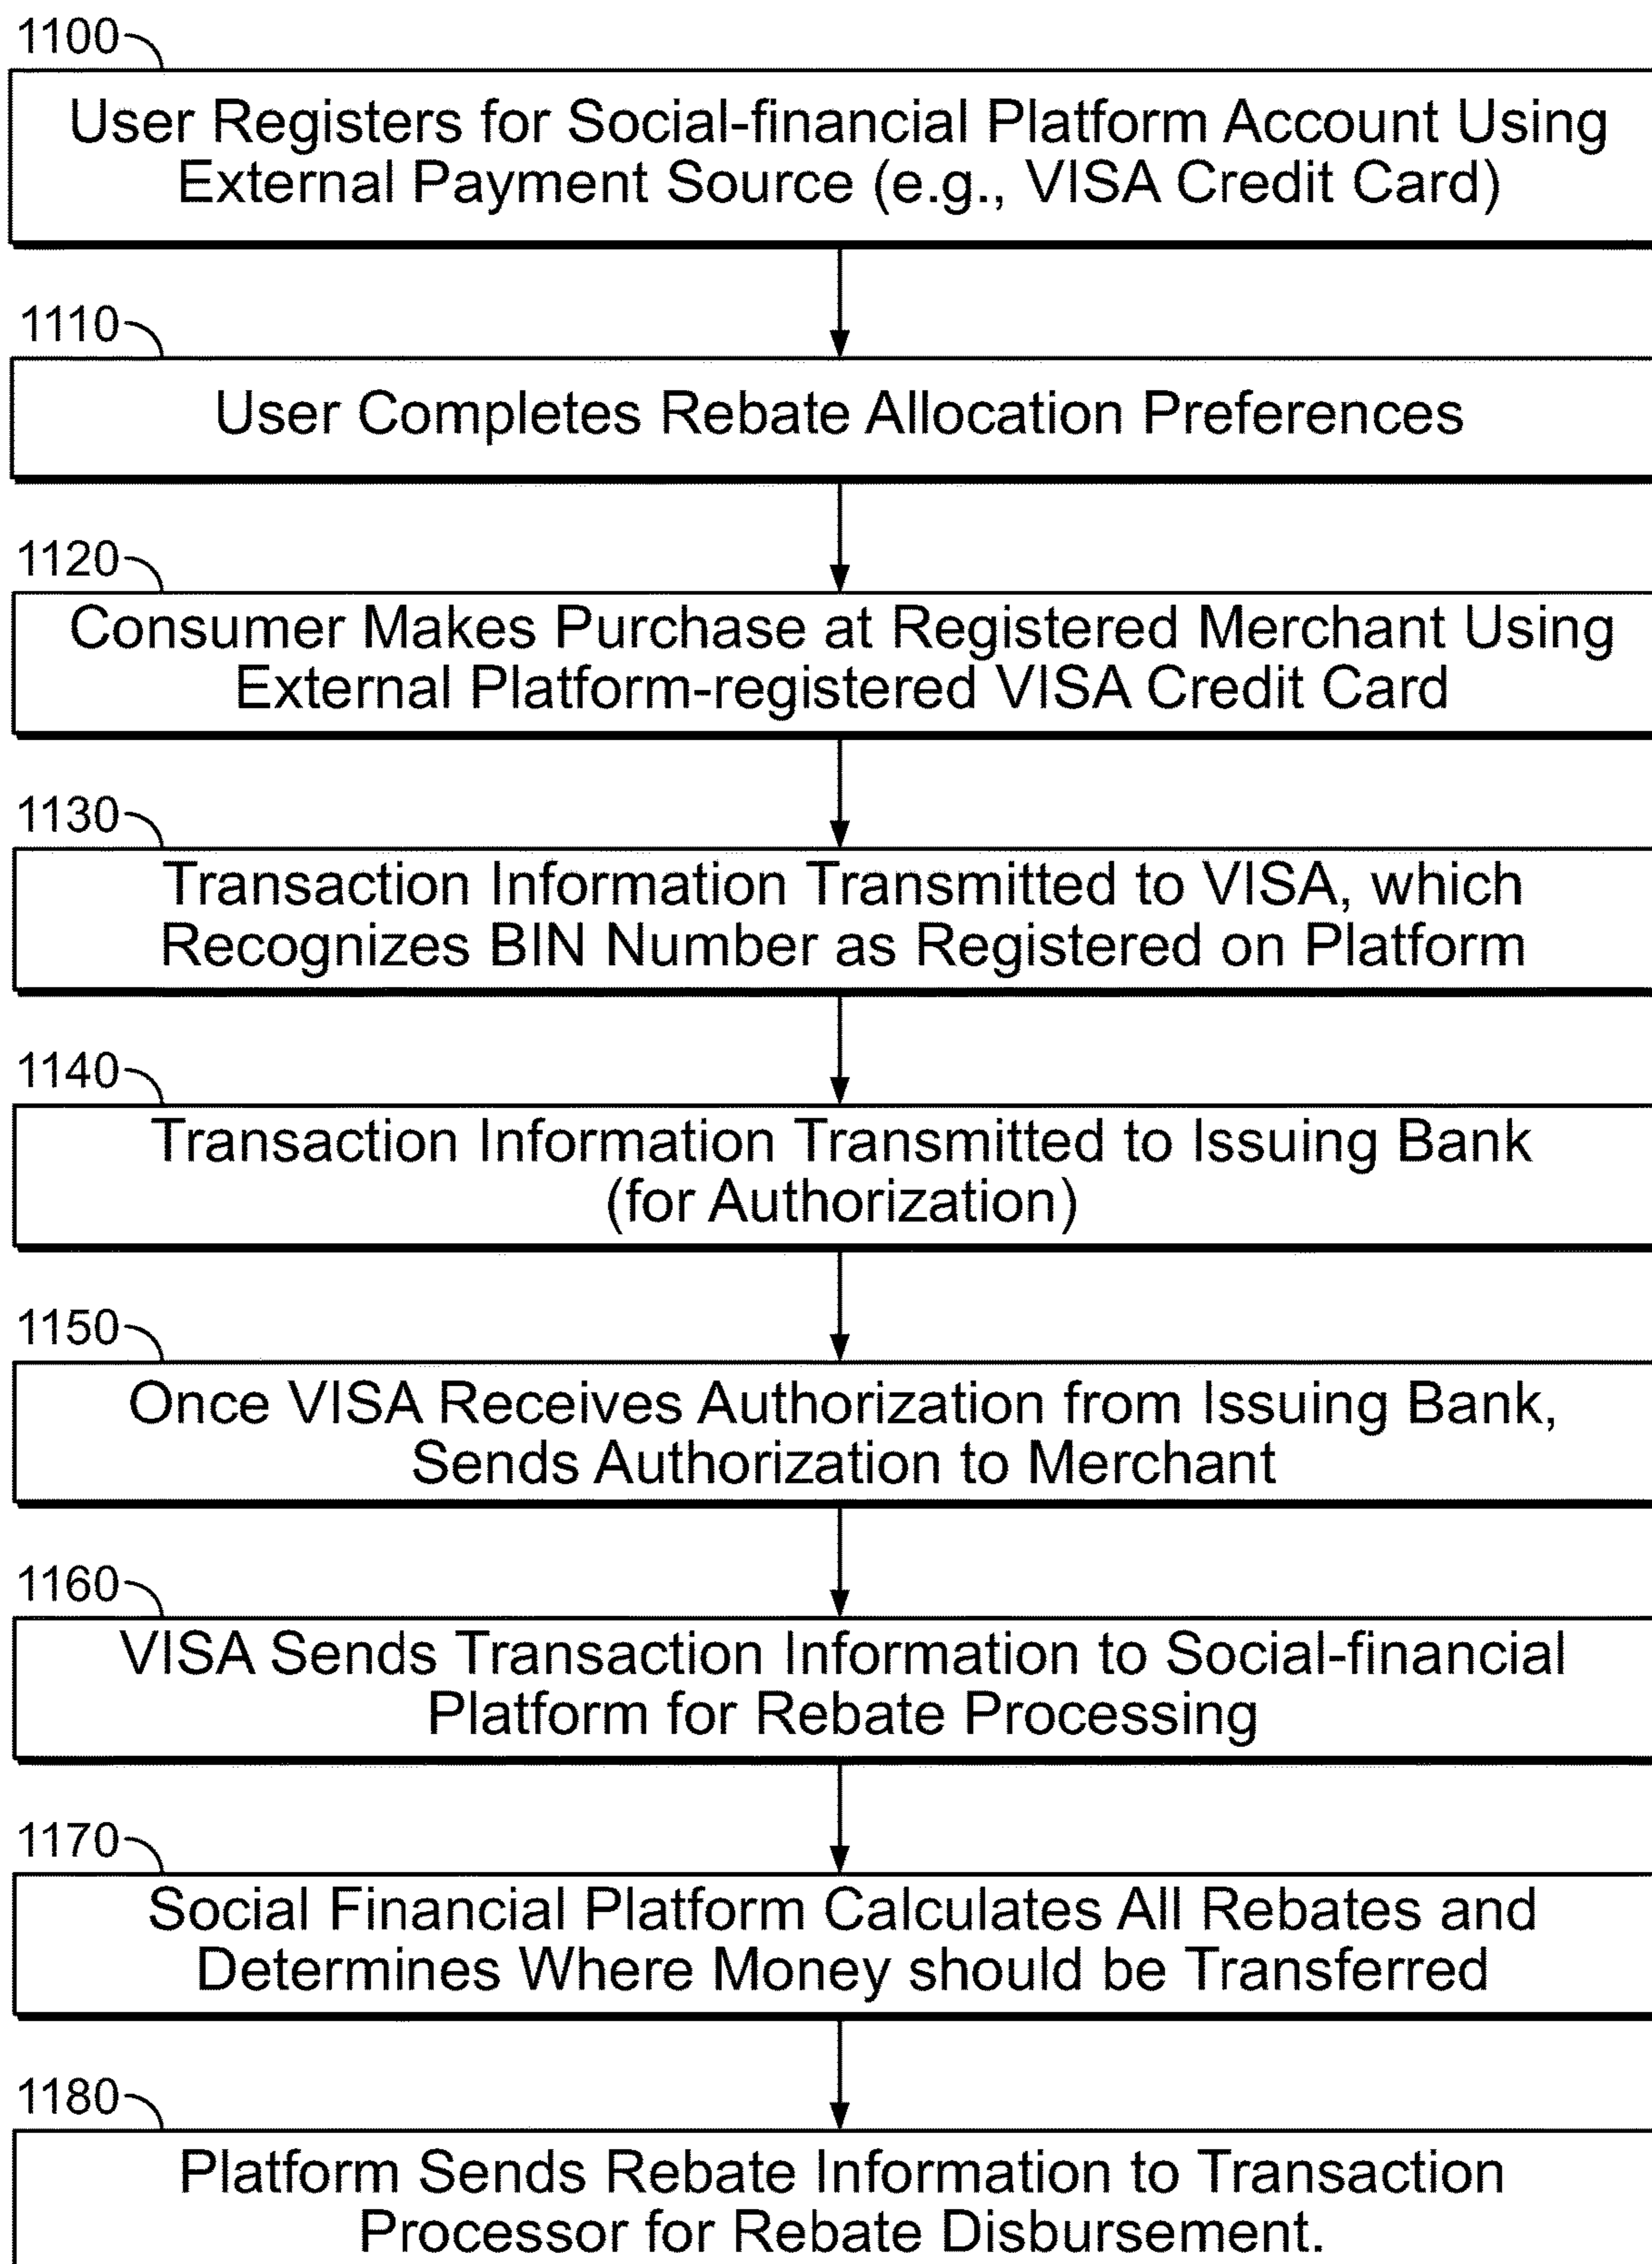 1100
User Registers for Social-financial Platform Account Using
External Payment Source (e.g., VISA Credit Card)
1110
User Completes Rebate Allocation Preferences
1120
Consumer Makes Purchase at Registered Merchant Using
External Platform-registered VISA Credit Card
1130
Transaction Information Transmitted to VISA, which
Recognizes BIN Number as Registered on Platform
1140
Transaction Information Transmitted to Issuing Bank
(for Authorization)
1150
Once VISA Receives Authorization from Issuing Bank,
Sends Authorization to Merchant
1160
VISA Sends Transaction Information to Social-financial
Platform for Rebate Processing
1170
Social Financial Platform Calculates All Rebates and
Determines Where Money should be Transferred
1180
Platform Sends Rebate Information to Transaction
Processor for Rebate Disbursement.